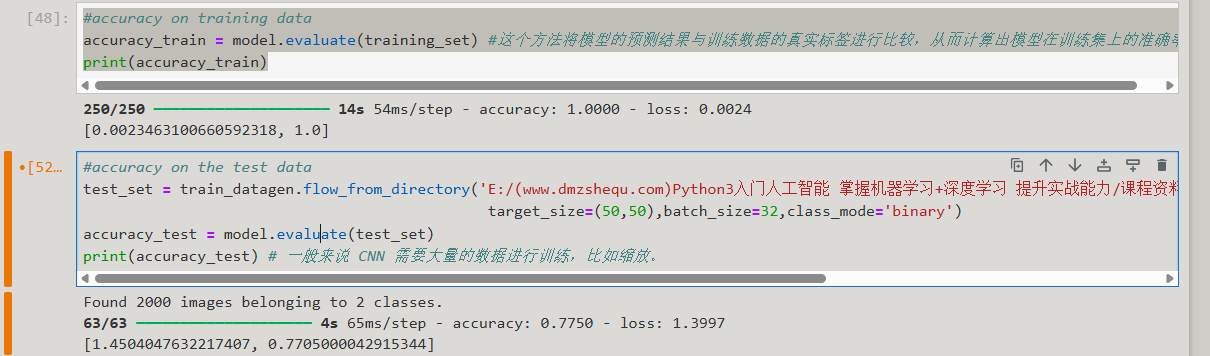 [48]:
#accuracy on training data
accuracy_train = model.evaluate(training_set) #这个方法将模型的预测结果与训练数据的真实标签进行比较，从而计算出模型在训练集上的准确
print(accuracy_train)
250/250 ━━━━━━━━━━━━━━━━━━━━ 14s 54ms/step - accuracy: 1.0000 - loss: 0.0024
[0.0023463100660592318, 1.0]
•[52…
#accuracy on the test data
test_set = train_datagen.flow_from_directory('E:/(www.dmzshequ.com)Python3入门人工智能 掌握机器学习+深度学习 提升实战能力/课程资料
target_size=(50,50),batch_size=32,class_mode='binary')
accuracy_test = model.evaluate(test_set)
print(accuracy_test) # 一般来说 CNN 需要大量的数据进行训练，比如缩放。
Found 2000 images belonging to 2 classes.
63/63 ━━━━━━━━━━━━━━━━━━━━ 4s 65ms/step - accuracy: 0.7750 - loss: 1.3997
[1.4504047632217407, 0.7705000042915344]